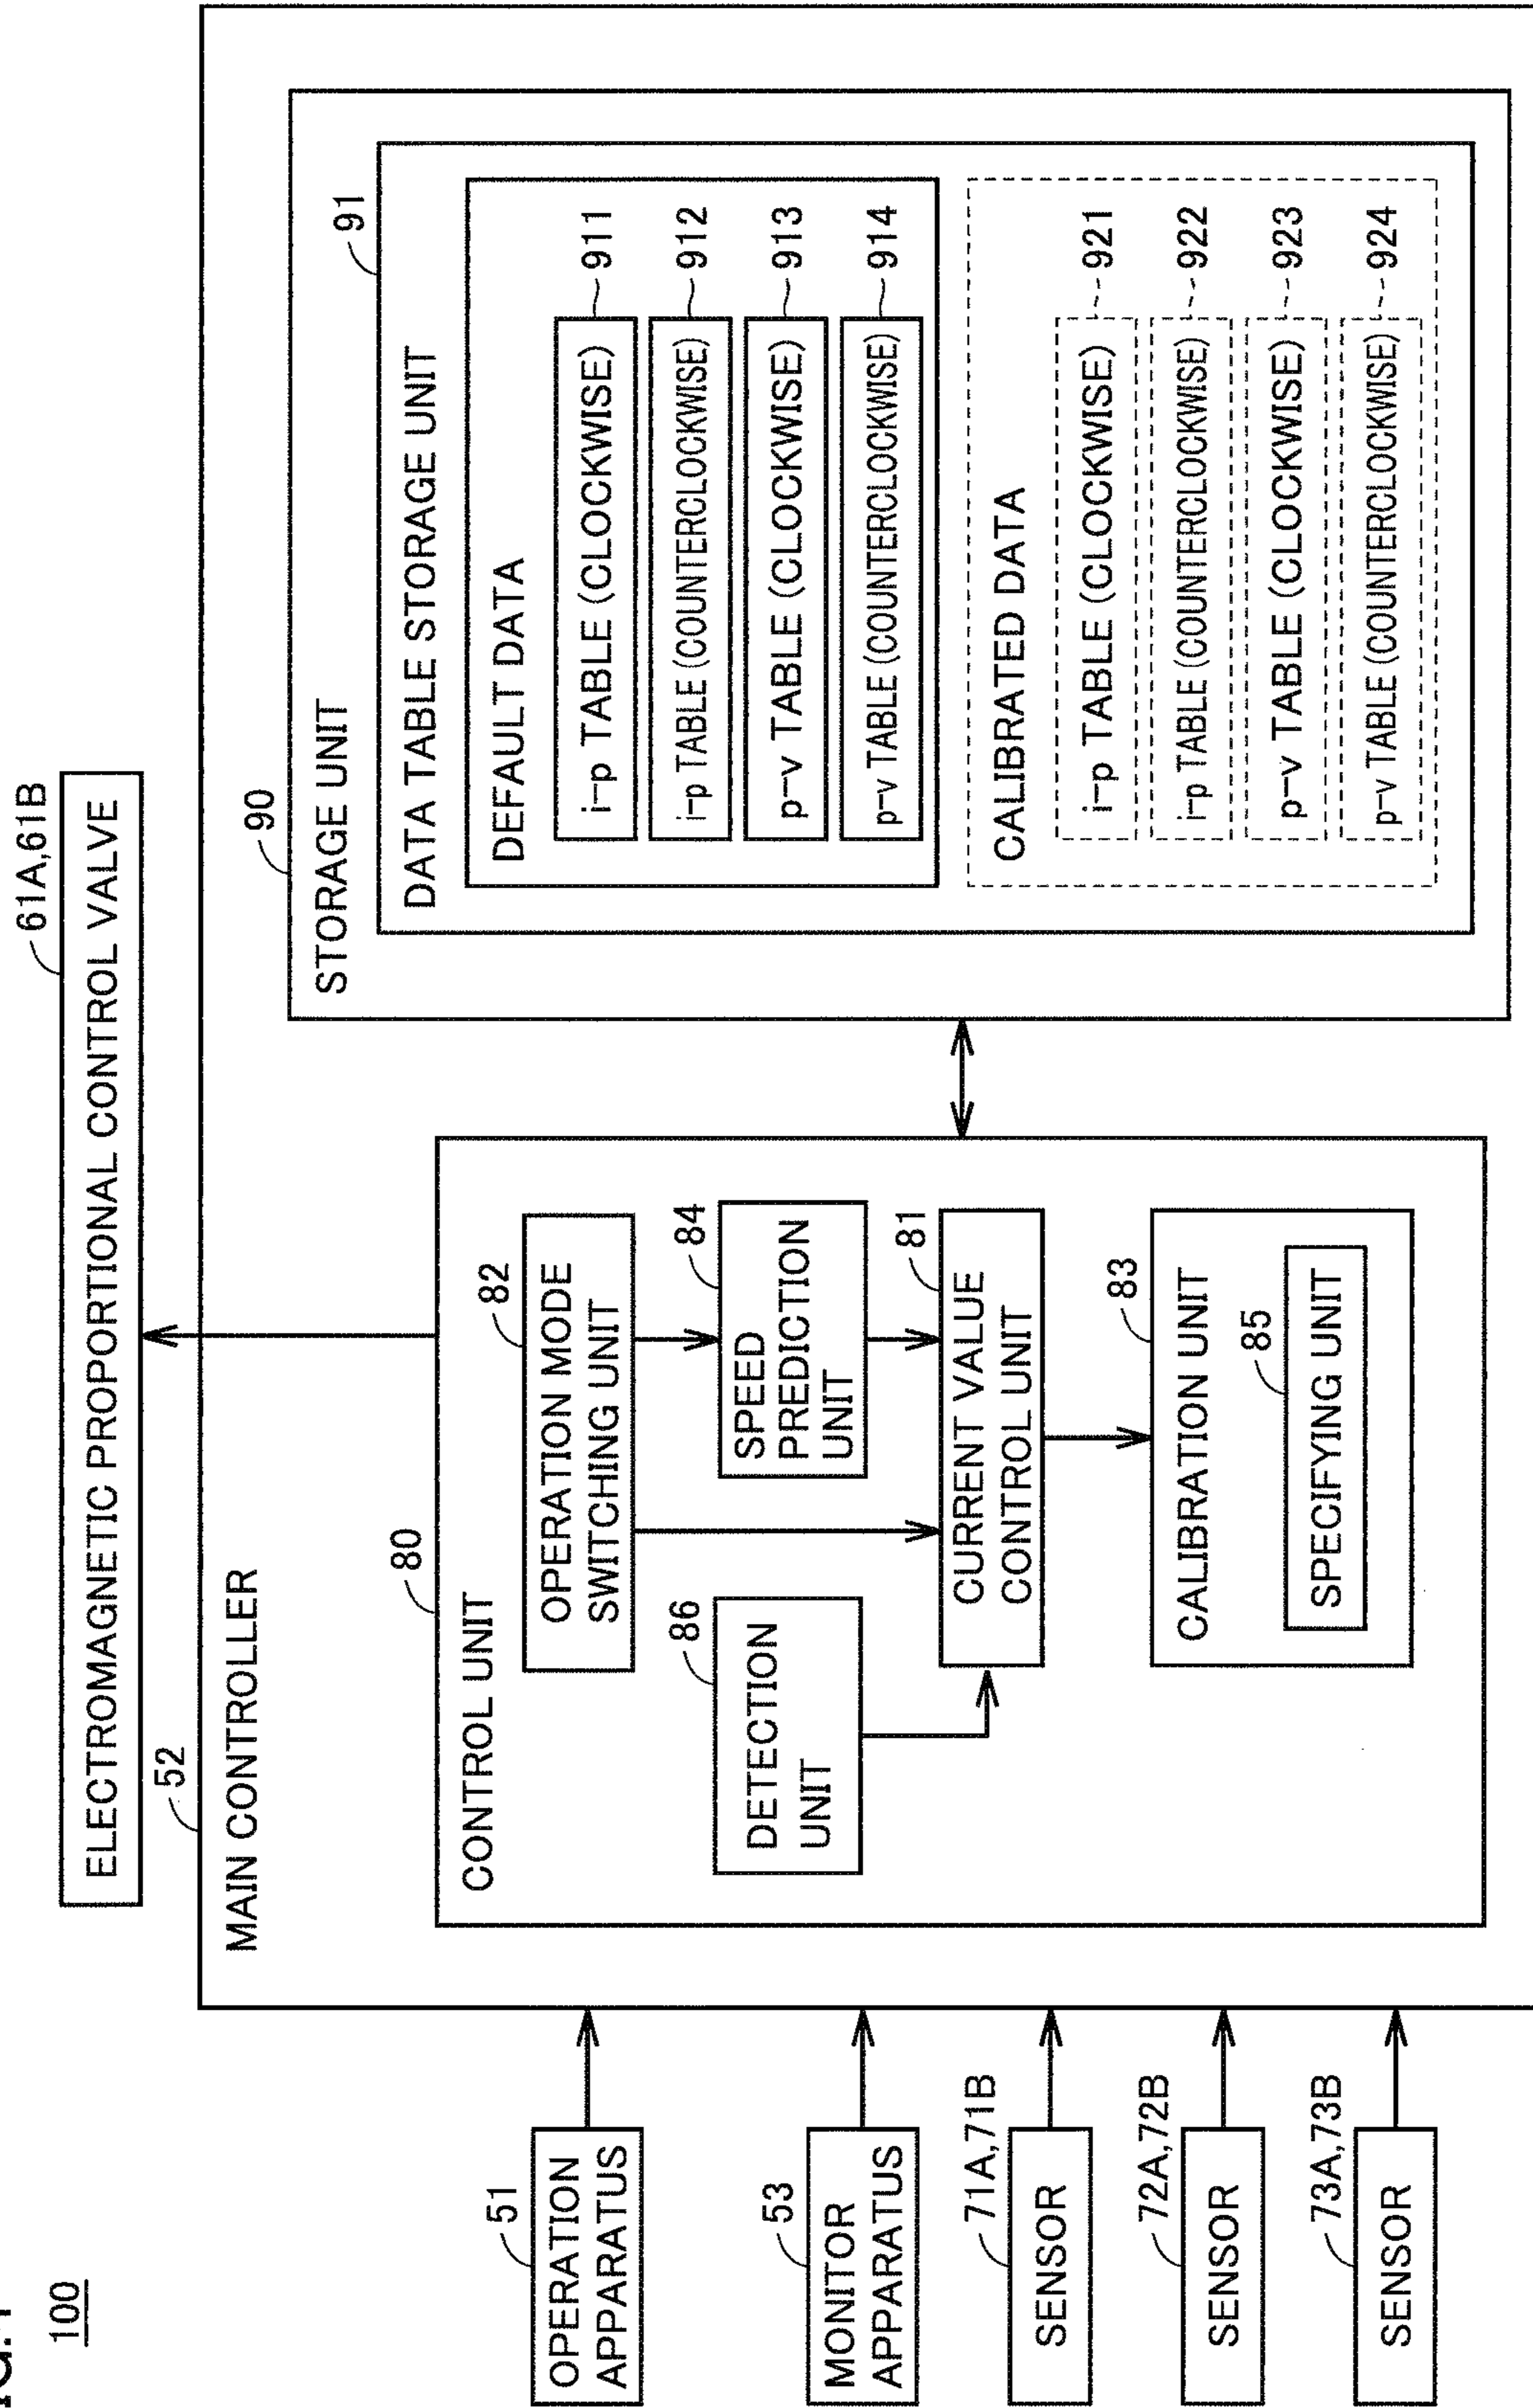 100
ELECTROMAGNETIC PROPORTIONAL CONTROL VALVE
61A,61B
52
MAIN CONTROLLER
51
OPERATION
APPARATUS
53
MONITOR
APPARATUS
71A,71B
SENSOR
72A,72B
SENSOR
73A,73B
SENSOR
80
CONTROL UNIT
82
OPERATION MODE
SWITCHING UNIT
86
DETECTION
UNIT
84
SPEED
PREDICTION
UNIT
81
CURRENT VALUE
CONTROL UNIT
83
CALIBRATION UNIT
85
SPECIFYING UNIT
90
STORAGE UNIT
91
DATA TABLE STORAGE UNIT
DEFAULT DATA
i-p TABLE (CLOCKWISE)
911
i-p TABLE (COUNTERCLOCKWISE)
912
p-v TABLE (CLOCKWISE)
913
p-v TABLE (COUNTERCLOCKWISE)
914
CALIBRATED DATA
i-p TABLE (CLOCKWISE)
921
i-p TABLE (COUNTERCLOCKWISE)
922
p-v TABLE (CLOCKWISE)
923
p-v TABLE (COUNTERCLOCKWISE)
924